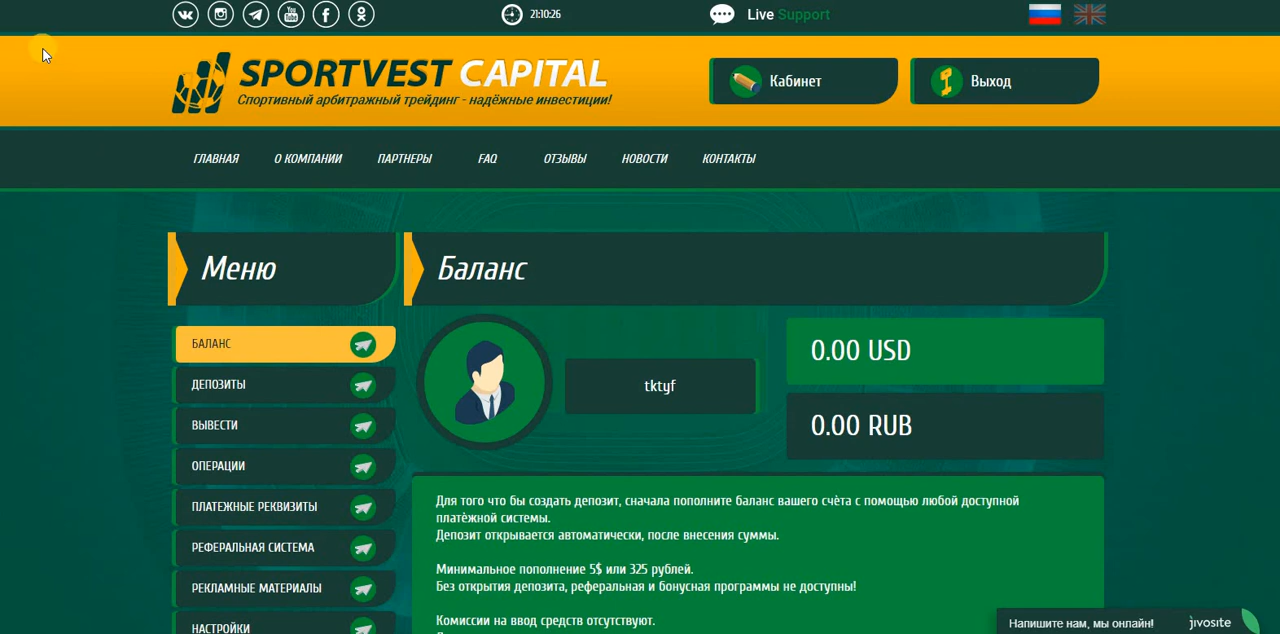 You
Tube
21:10:26
Live Support
SPORTVEST CAPITAL
Спортивный арбитражный трейдинг - надёжные инвестиции!
Кабинет
Выход
ГЛАВНАЯ
О КОМПАНИИ
ПАРТНЕРЫ
FAQ
ОТЗЫВЫ
НОВОСТИ
КОНТАКТЫ
Меню
Баланс
БАЛАНС
ДЕПОЗИТЫ
ВЫВЕСТИ
ОПЕРАЦИИ
ПЛАТЕЖНЫЕ РЕКВИЗИТЫ
РЕФЕРАЛЬНАЯ СИСТЕМА
РЕКЛАМНЫЕ МАТЕРИАЛЫ
НАСТРОЙКИ
tktyf
0.00 USD
0.00 RUB
Для того что бы создать депозит, сначала пополните баланс вашего счёта с помощью любой доступной
платёжной системы.
Депозит открывается автоматически, после внесения суммы.
Минимальное пополнение 5$ или 325 рублей.
Без открытия депозита, реферальная и бонусная программы не доступны!
Комиссии на ввод средств отсутствуют.
Напишите нам, мы онлайн!
jivosite